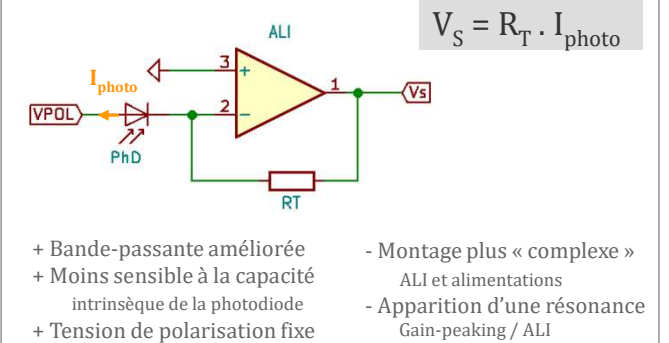 V_S = R_T . I_photo
ALI
I_photo
3
+
1
Vs
VPOL
2
-
PhD
RT
+ Bande-passante améliorée
+ Moins sensible à la capacité
intrinsèque de la photodiode
+ Tension de polarisation fixe
- Montage plus « complexe »
ALI et alimentations
- Apparition d'une résonance
Gain-peaking / ALI